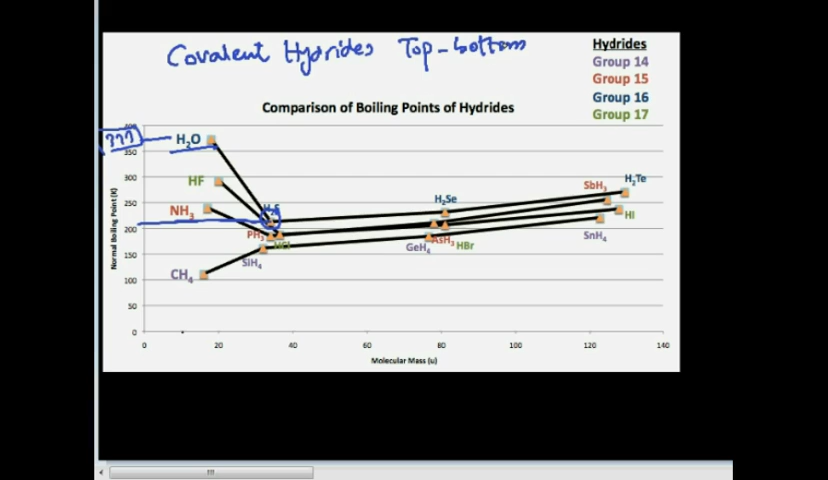 Covalent Hydrides Top-bottom
Hydrides
Group 14
Group 15
Group 16
Group 17
Comparison of Boiling Points of Hydrides
Normal Boiling Point (K)
400
350
300
250
200
150
100
50
0
H₂O
HF
NH₃
CH₄
H₂S
PH₃
HCl
SiH₄
H₂Se
GeH₄
AsH₃
HBr
SbH₃
H₂Te
HI
SnH₄
0 20 40 60 80 100 120 140
Molecular Mass (u)